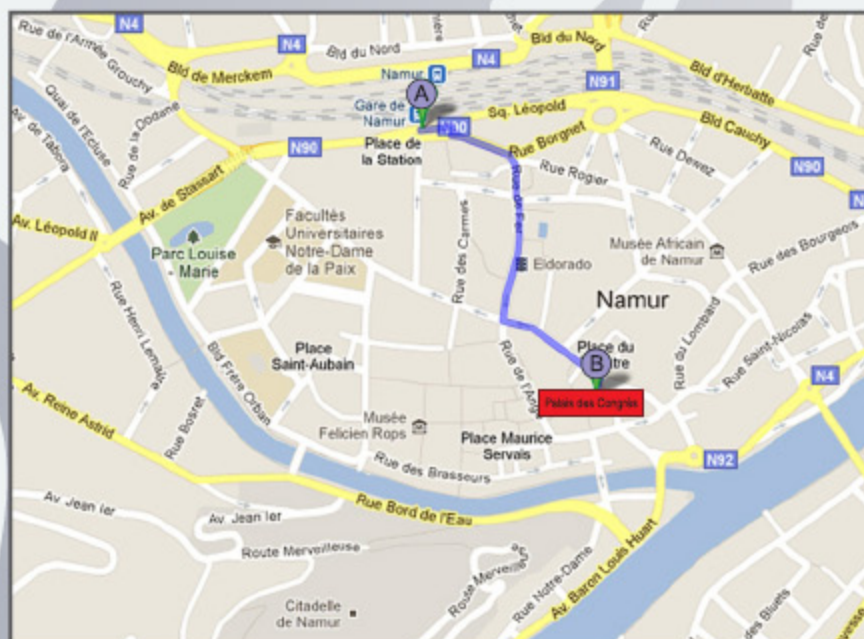 N4
Rue de l'Armée Grouchy
N4
Bld du Nord
N4
Bld du Nord
Bld de Merckem
Namur
N91
Bld d'Herbatte
A
Gare de
Namur
Sq. Léopold
N90
Place de
la Station
N90
Rue Borgnet
Bld Cauchy
N90
Quai de l'Ecluse
Av. de Tabora
Rue de la Dodane
Av. de Stassart
Rue de Fer
Rue Rogier
Rue Dewez
Av. Léopold II
Parc Louise
- Marie
Facultés
Universitaires
Notre-Dame
de la Paix
Rue des Carmes
Eldorado
Musée Africain
de Namur
Rue des Bourgeois
Namur
Rue Henri Lemaître
Place
Saint-Aubain
Rue de l'Ange
Place du
B
Palais des Congrès
Rue du Lombard
Rue Saint-Nicolas
N4
Bld Frère Orban
Av. Reine Astrid
Rue Bosret
Musée
Felicien Rops
Place Maurice
Servais
N92
Rue des Brasseurs
Rue Bord de l'Eau
Av. Jean Ier
Av. Jean Ier
Route Merveilleuse
Citadelle
de Namur
Rue Notre-Dame
Av. Baron Louis Huart
des Bluets